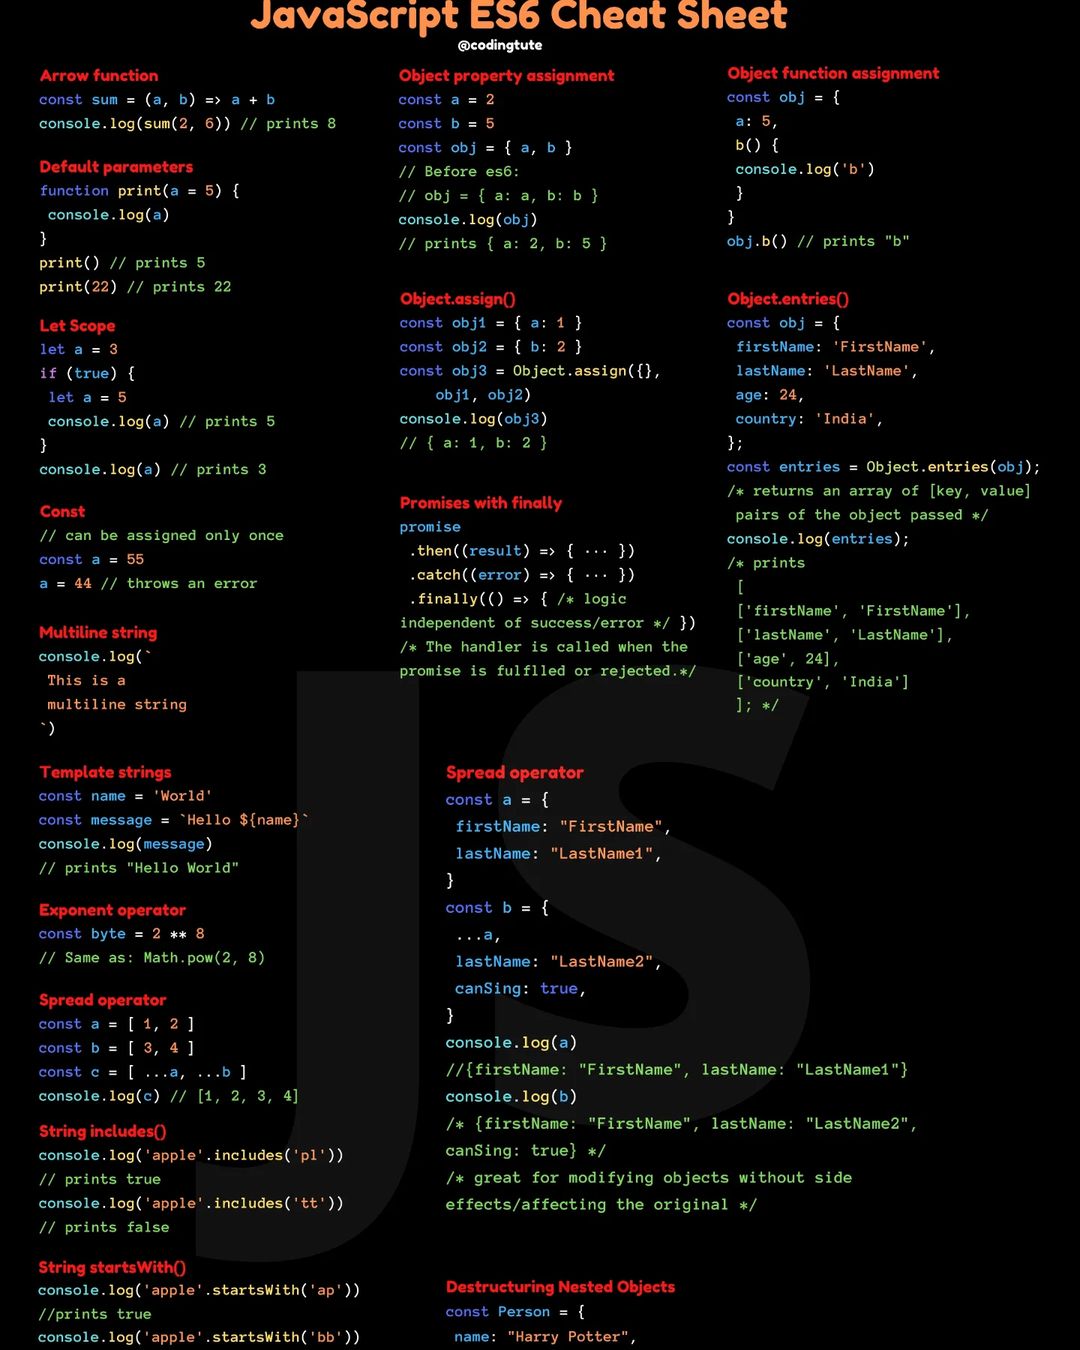 JavaScript ES6 Cheat Sheet
@codingtute
Arrow function
const sum = (a, b) => a + b
console.log(sum(2, 6)) // prints 8
Default parameters
function print(a = 5) {
 console.log(a)
}
print() // prints 5
print(22) // prints 22
Let Scope
let a = 3
if (true) {
 let a = 5
 console.log(a) // prints 5
}
console.log(a) // prints 3
Const
// can be assigned only once
const a = 55
a = 44 // throws an error
Multiline string
console.log(`
 This is a
 multiline string
`)
Template strings
const name = 'World'
const message = `Hello ${name}`
console.log(message)
// prints "Hello World"
Exponent operator
const byte = 2 ** 8
// Same as: Math.pow(2, 8)
Spread operator
const a = [ 1, 2 ]
const b = [ 3, 4 ]
const c = [ ...a, ...b ]
console.log(c) // [1, 2, 3, 4]
String includes()
console.log('apple'.includes('pl'))
// prints true
console.log('apple'.includes('tt'))
// prints false
String startsWith()
console.log('apple'.startsWith('ap'))
//prints true
console.log('apple'.startsWith('bb'))
Object property assignment
const a = 2
const b = 5
const obj = { a, b }
// Before es6:
// obj = { a: a, b: b }
console.log(obj)
// prints { a: 2, b: 5 }
Object.assign()
const obj1 = { a: 1 }
const obj2 = { b: 2 }
const obj3 = Object.assign({},
    obj1, obj2)
console.log(obj3)
// { a: 1, b: 2 }
Promises with finally
promise
 .then((result) => { ··· })
 .catch((error) => { ··· })
 .finally(() => { /* logic
independent of success/error */ })
/* The handler is called when the
promise is fulflled or rejected.*/
Object function assignment
const obj = {
 a: 5,
 b() {
 console.log('b')
 }
}
obj.b() // prints "b"
Object.entries()
const obj = {
 firstName: 'FirstName',
 lastName: 'LastName',
 age: 24,
 country: 'India',
};
const entries = Object.entries(obj);
/* returns an array of [key, value]
 pairs of the object passed */
console.log(entries);
/* prints
 [
 ['firstName', 'FirstName'],
 ['lastName', 'LastName'],
 ['age', 24],
 ['country', 'India']
 ]; */
Spread operator
const a = {
 firstName: "FirstName",
 lastName: "LastName1",
}
const b = {
 ...a,
 lastName: "LastName2",
 canSing: true,
}
console.log(a)
//{firstName: "FirstName", lastName: "LastName1"}
console.log(b)
/* {firstName: "FirstName", lastName: "LastName2",
canSing: true} */
/* great for modifying objects without side
effects/affecting the original */
Destructuring Nested Objects
const Person = {
 name: "Harry Potter",
JS